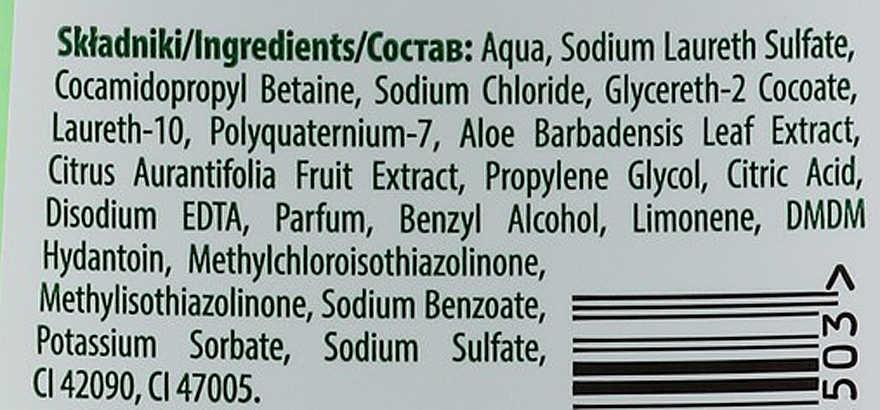 Składniki/Ingredients/Состав: Aqua, Sodium Laureth Sulfate,
Cocamidopropyl Betaine, Sodium Chloride, Glycereth-2 Cocoate,
Laureth-10, Polyquaternium-7, Aloe Barbadensis Leaf Extract,
Citrus Aurantifolia Fruit Extract, Propylene Glycol, Citric Acid,
Disodium EDTA, Parfum, Benzyl Alcohol, Limonene, DMDM
Hydantoin, Methylchloroisothiazolinone,
Methylisothiazolinone, Sodium Benzoate,
Potassium Sorbate, Sodium Sulfate,
CI 42090, CI 47005.
503>